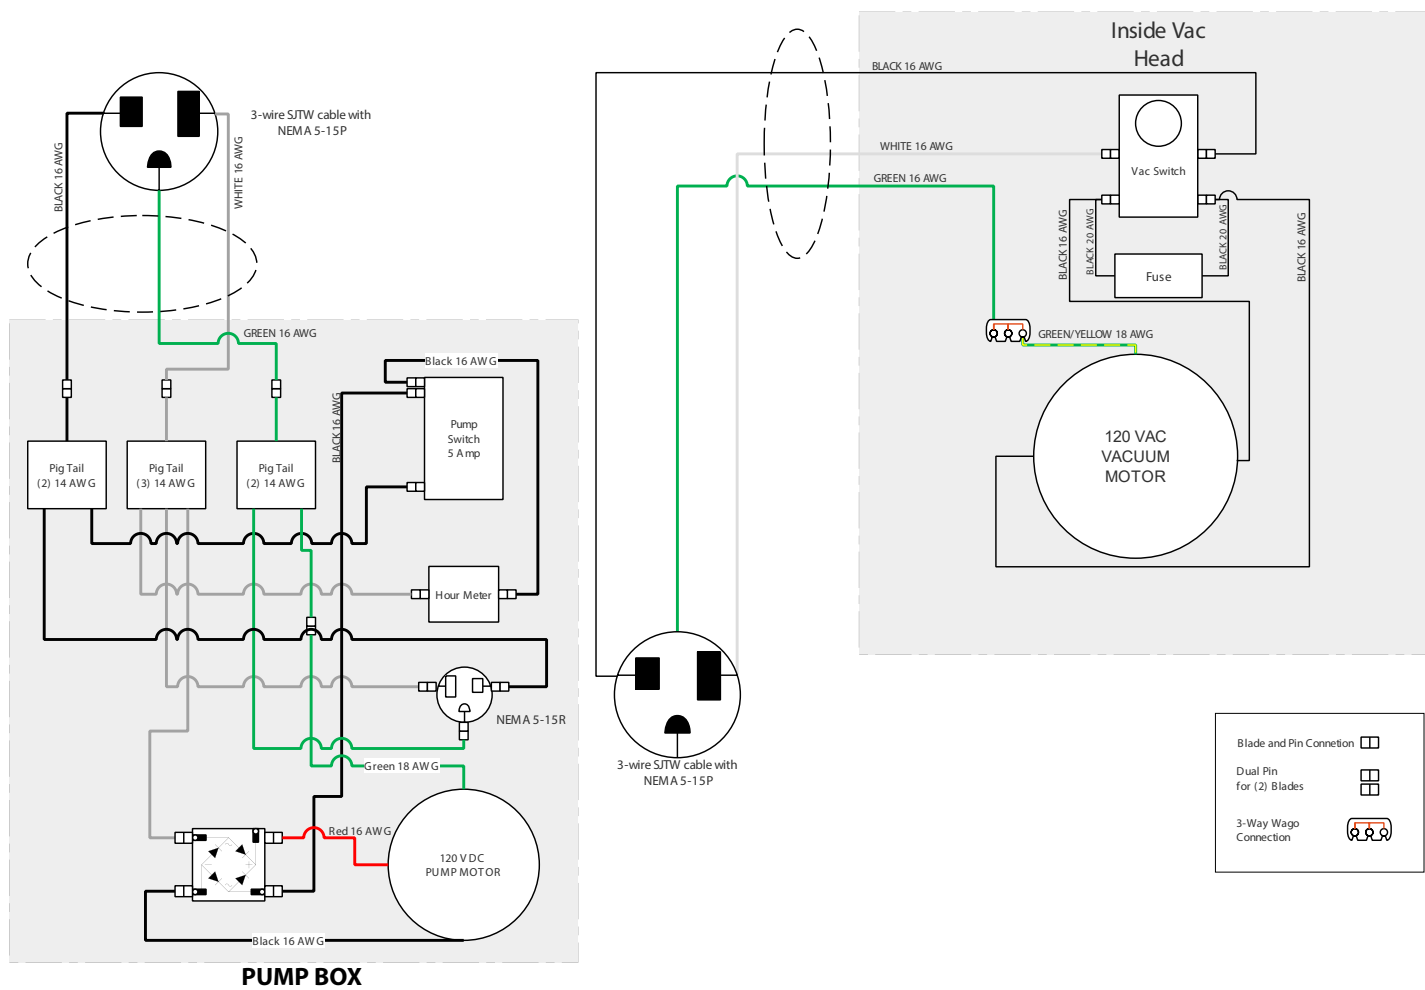 Inside Vac
Head
BLACK 16 AWG
3-wire SJTW cable with
NEMA 5-15P
BLACK 16 AWG
WHITE 16 AWG
WHITE 16 AWG
GREEN 16 AWG
Vac Switch
BLACK 16 AWG
BLACK 20 AWG
BLACK 20 AWG
BLACK 16 AWG
Fuse
GREEN 16 AWG
GREEN/YELLOW 18 AWG
Black 16 AWG
BLACK 16 AWG
Pump
Switch
5 Amp
120 VAC
VACUUM
MOTOR
Pig Tail
(2) 14 AWG
Pig Tail
(3) 14 AWG
Pig Tail
(2) 14 AWG
Hour Meter
NEMA 5-15R
Green 18 AWG
3-wire SJTW cable with
NEMA 5-15P
Red 16 AWG
120 VDC
PUMP MOTOR
Black 16 AWG
PUMP BOX
Blade and Pin Connetion
Dual Pin
for (2) Blades
3-Way Wago
Connection